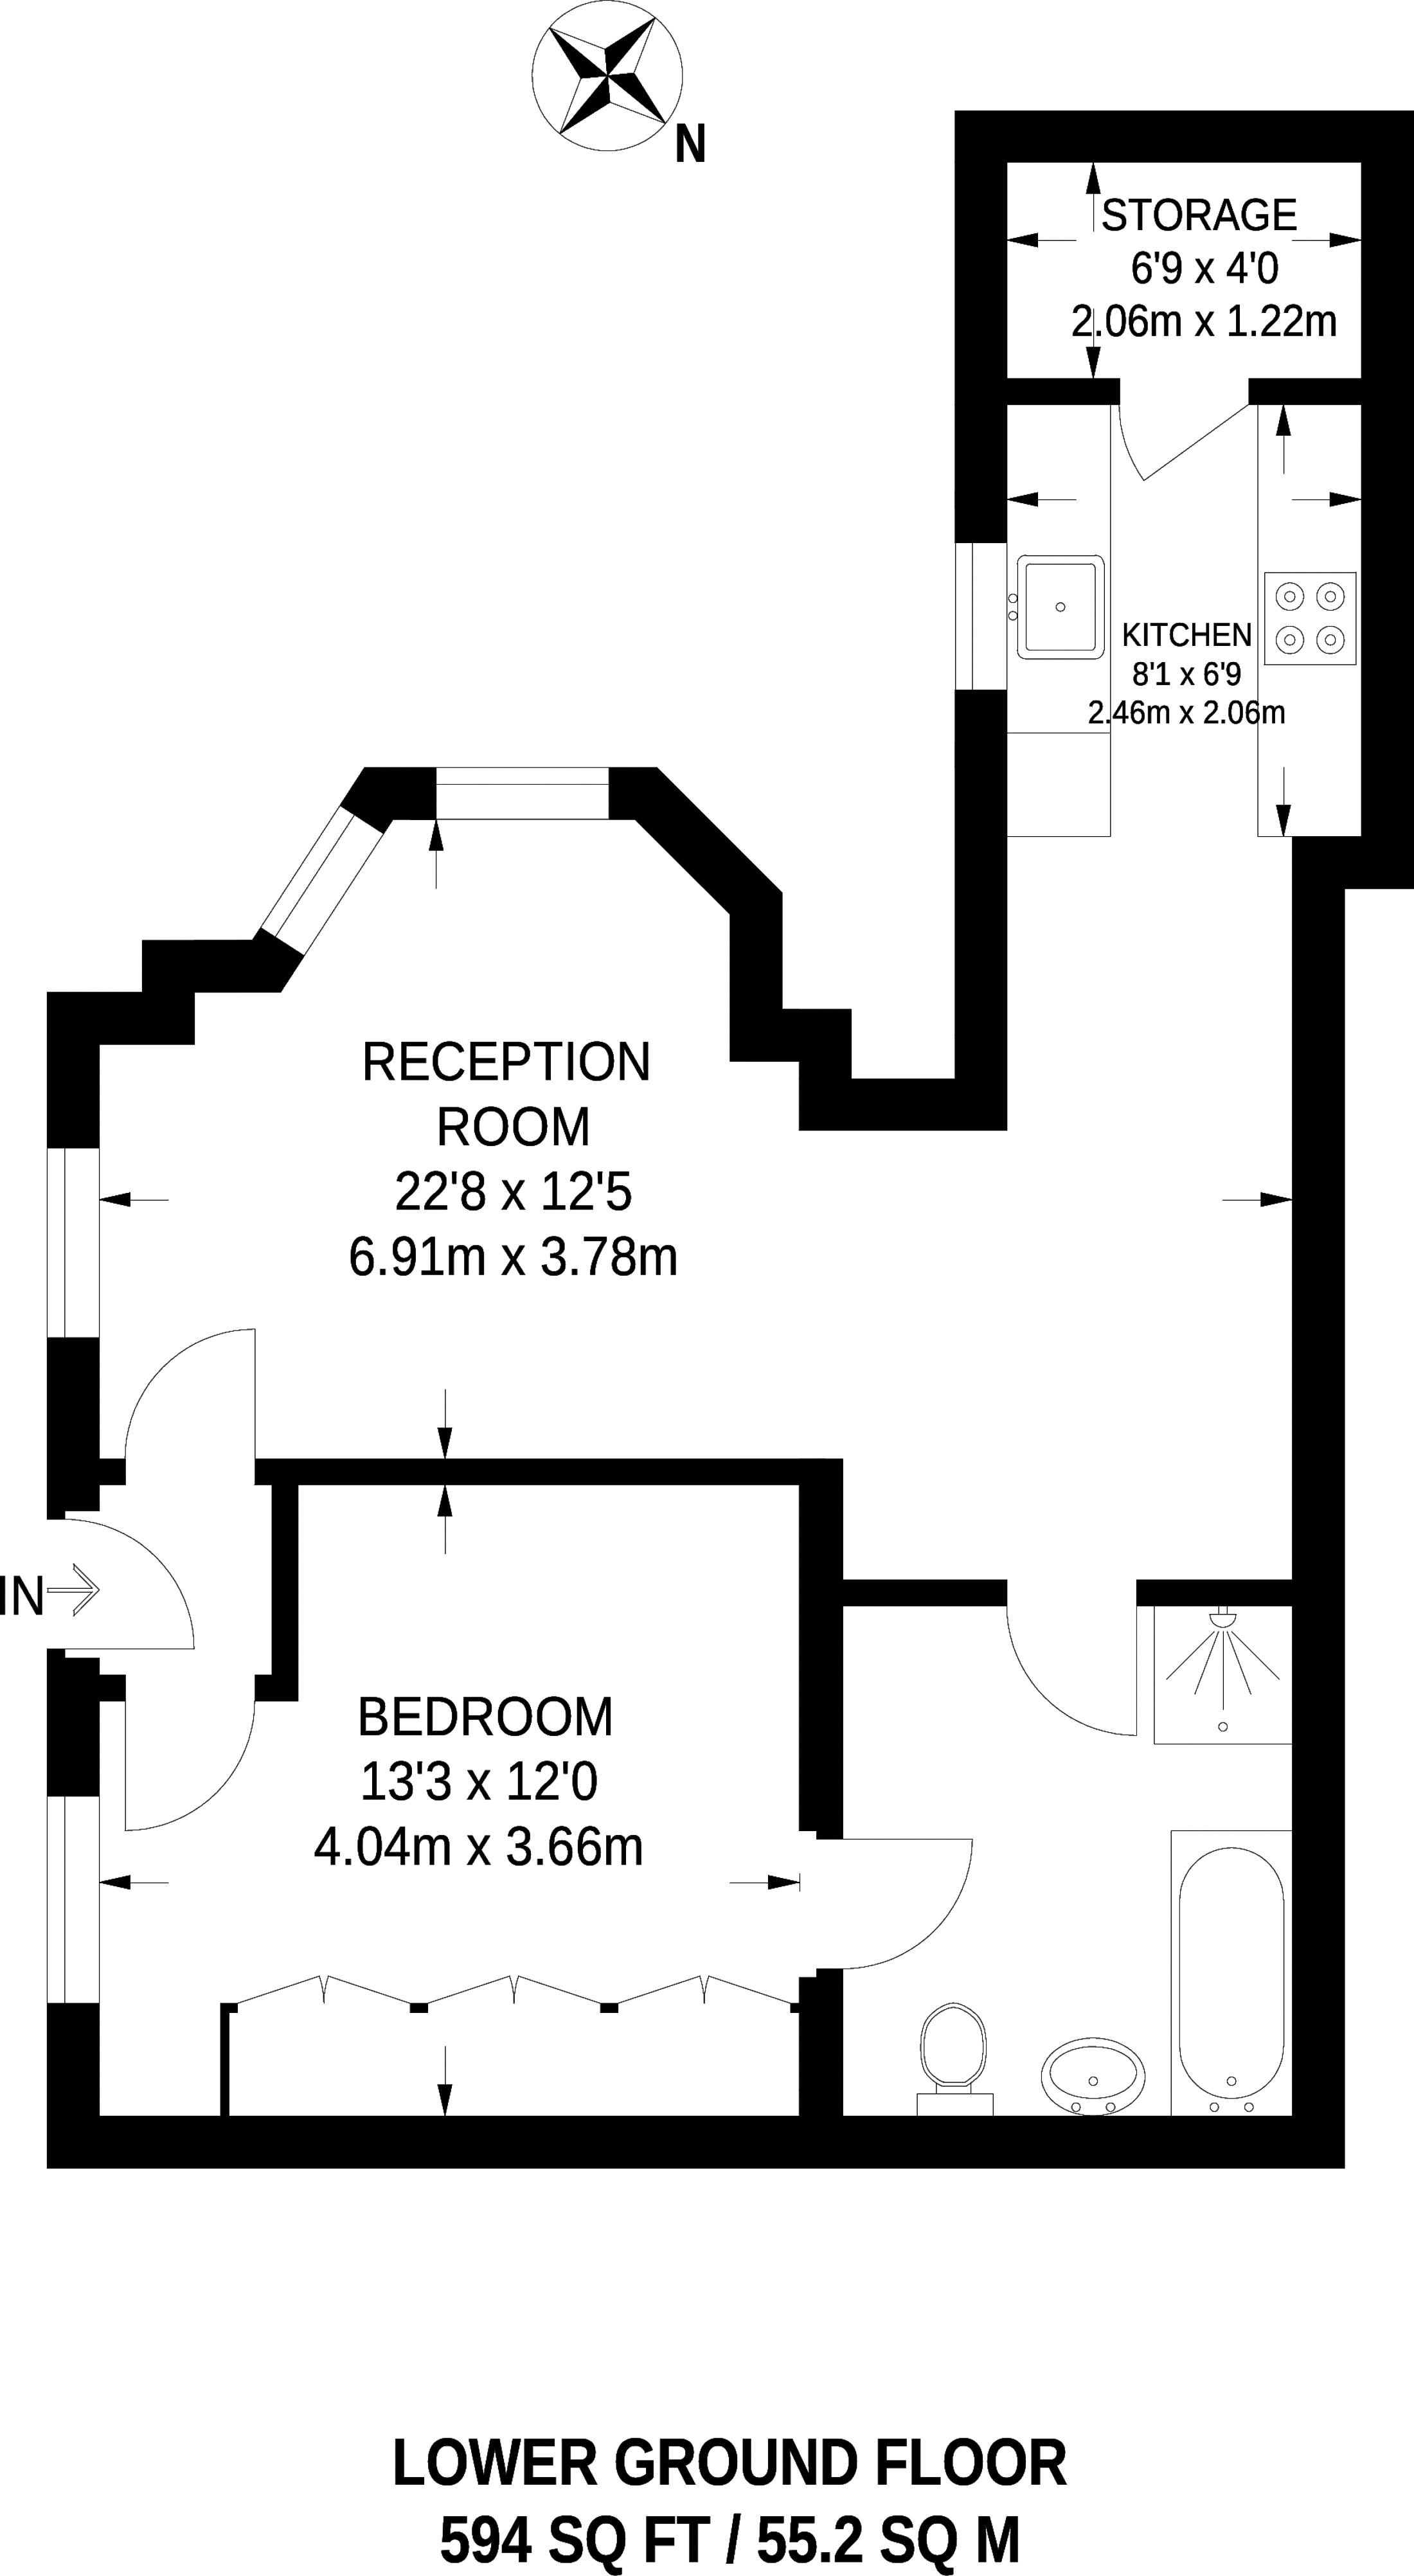 N
STORAGE
6'9 x 4'0
2.06m x 1.22m
KITCHEN
8'1 x 6'9
2.46m x 2.06m
RECEPTION
ROOM
22'8 x 12'5
6.91m x 3.78m
IN
BEDROOM
13'3 x 12'0
4.04m x 3.66m
LOWER GROUND FLOOR
594 SQ FT / 55.2 SQ M